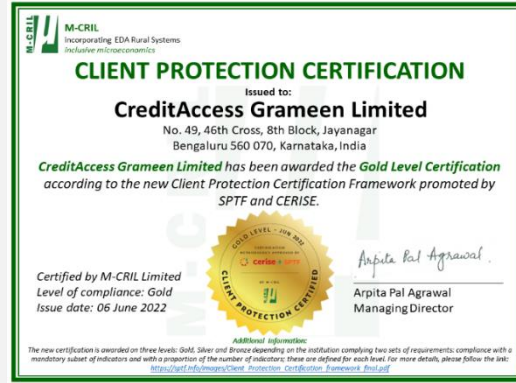 M-CRIL
M-CRIL
Incorporating EDA Rural Systems
inclusive microeconomics
CLIENT PROTECTION CERTIFICATION
Issued to:
CreditAccess Grameen Limited
No. 49, 46th Cross, 8th Block, Jayanagar
Bengaluru 560 070, Karnataka, India
CreditAccess Grameen Limited has been awarded the Gold Level Certification
according to the new Client Protection Certification Framework promoted by
SPTF and CERISE.
GOLD LEVEL - JUN 2022
cerise + SPTF
BY M-CRIL
CLIENT PROTECTION CERTIFIED
Certified by M-CRIL Limited
Level of compliance: Gold
Issue date: 06 June 2022
Arpita Pal Agrawal.
Arpita Pal Agrawal
Managing Director
Additional Information:
The new certification is awarded on three levels: Gold, Silver and Bronze depending on the institution complying two sets of requirements: compliance with a
mandatory subset of indicators and with a proportion of the number of indicators; these are defined for each level. For more details, please follow the link:
https://sptf.info/images/Client_Protection_Certification_framework_final.pdf